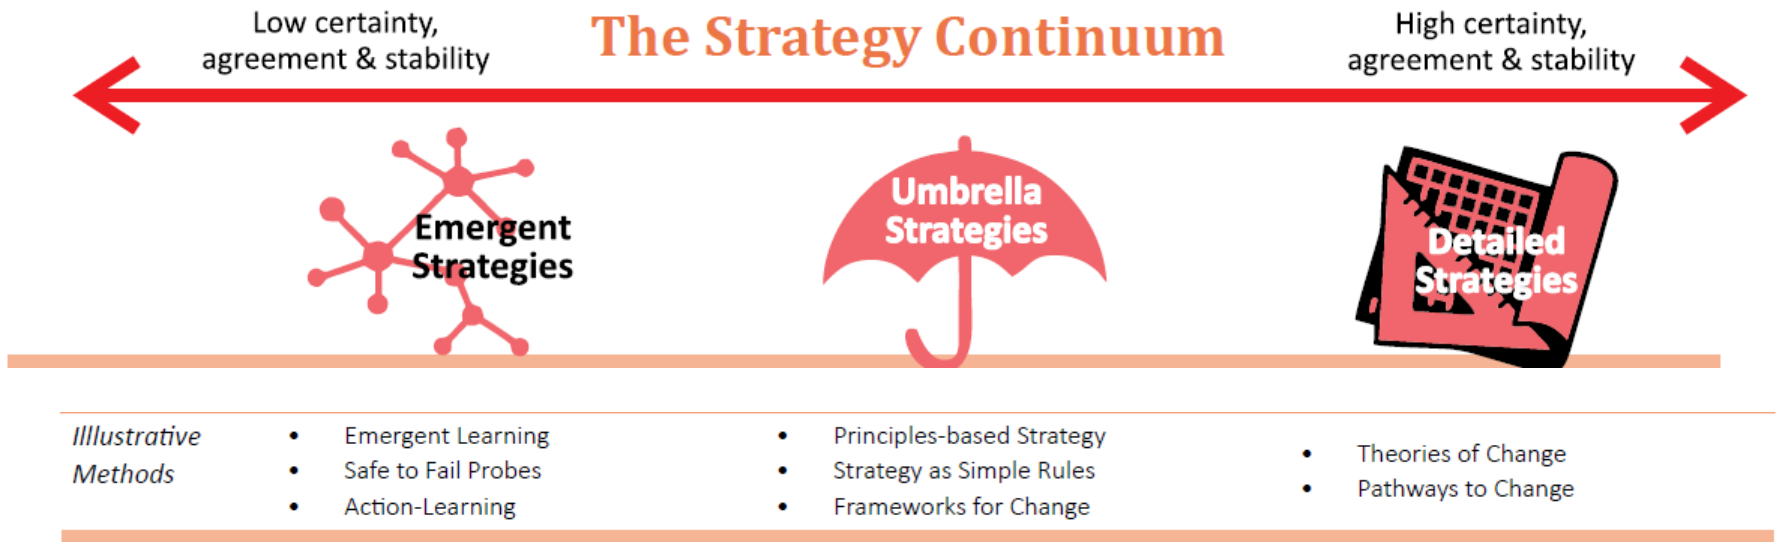 Low certainty,
agreement & stability
The Strategy Continuum
High certainty,
agreement & stability
Emergent
Strategies
Umbrella
Strategies
Detailed
Strategies
Illlustrative
Methods
• Emergent Learning
• Safe to Fail Probes
• Action-Learning
• Principles-based Strategy
• Strategy as Simple Rules
• Frameworks for Change
• Theories of Change
• Pathways to Change